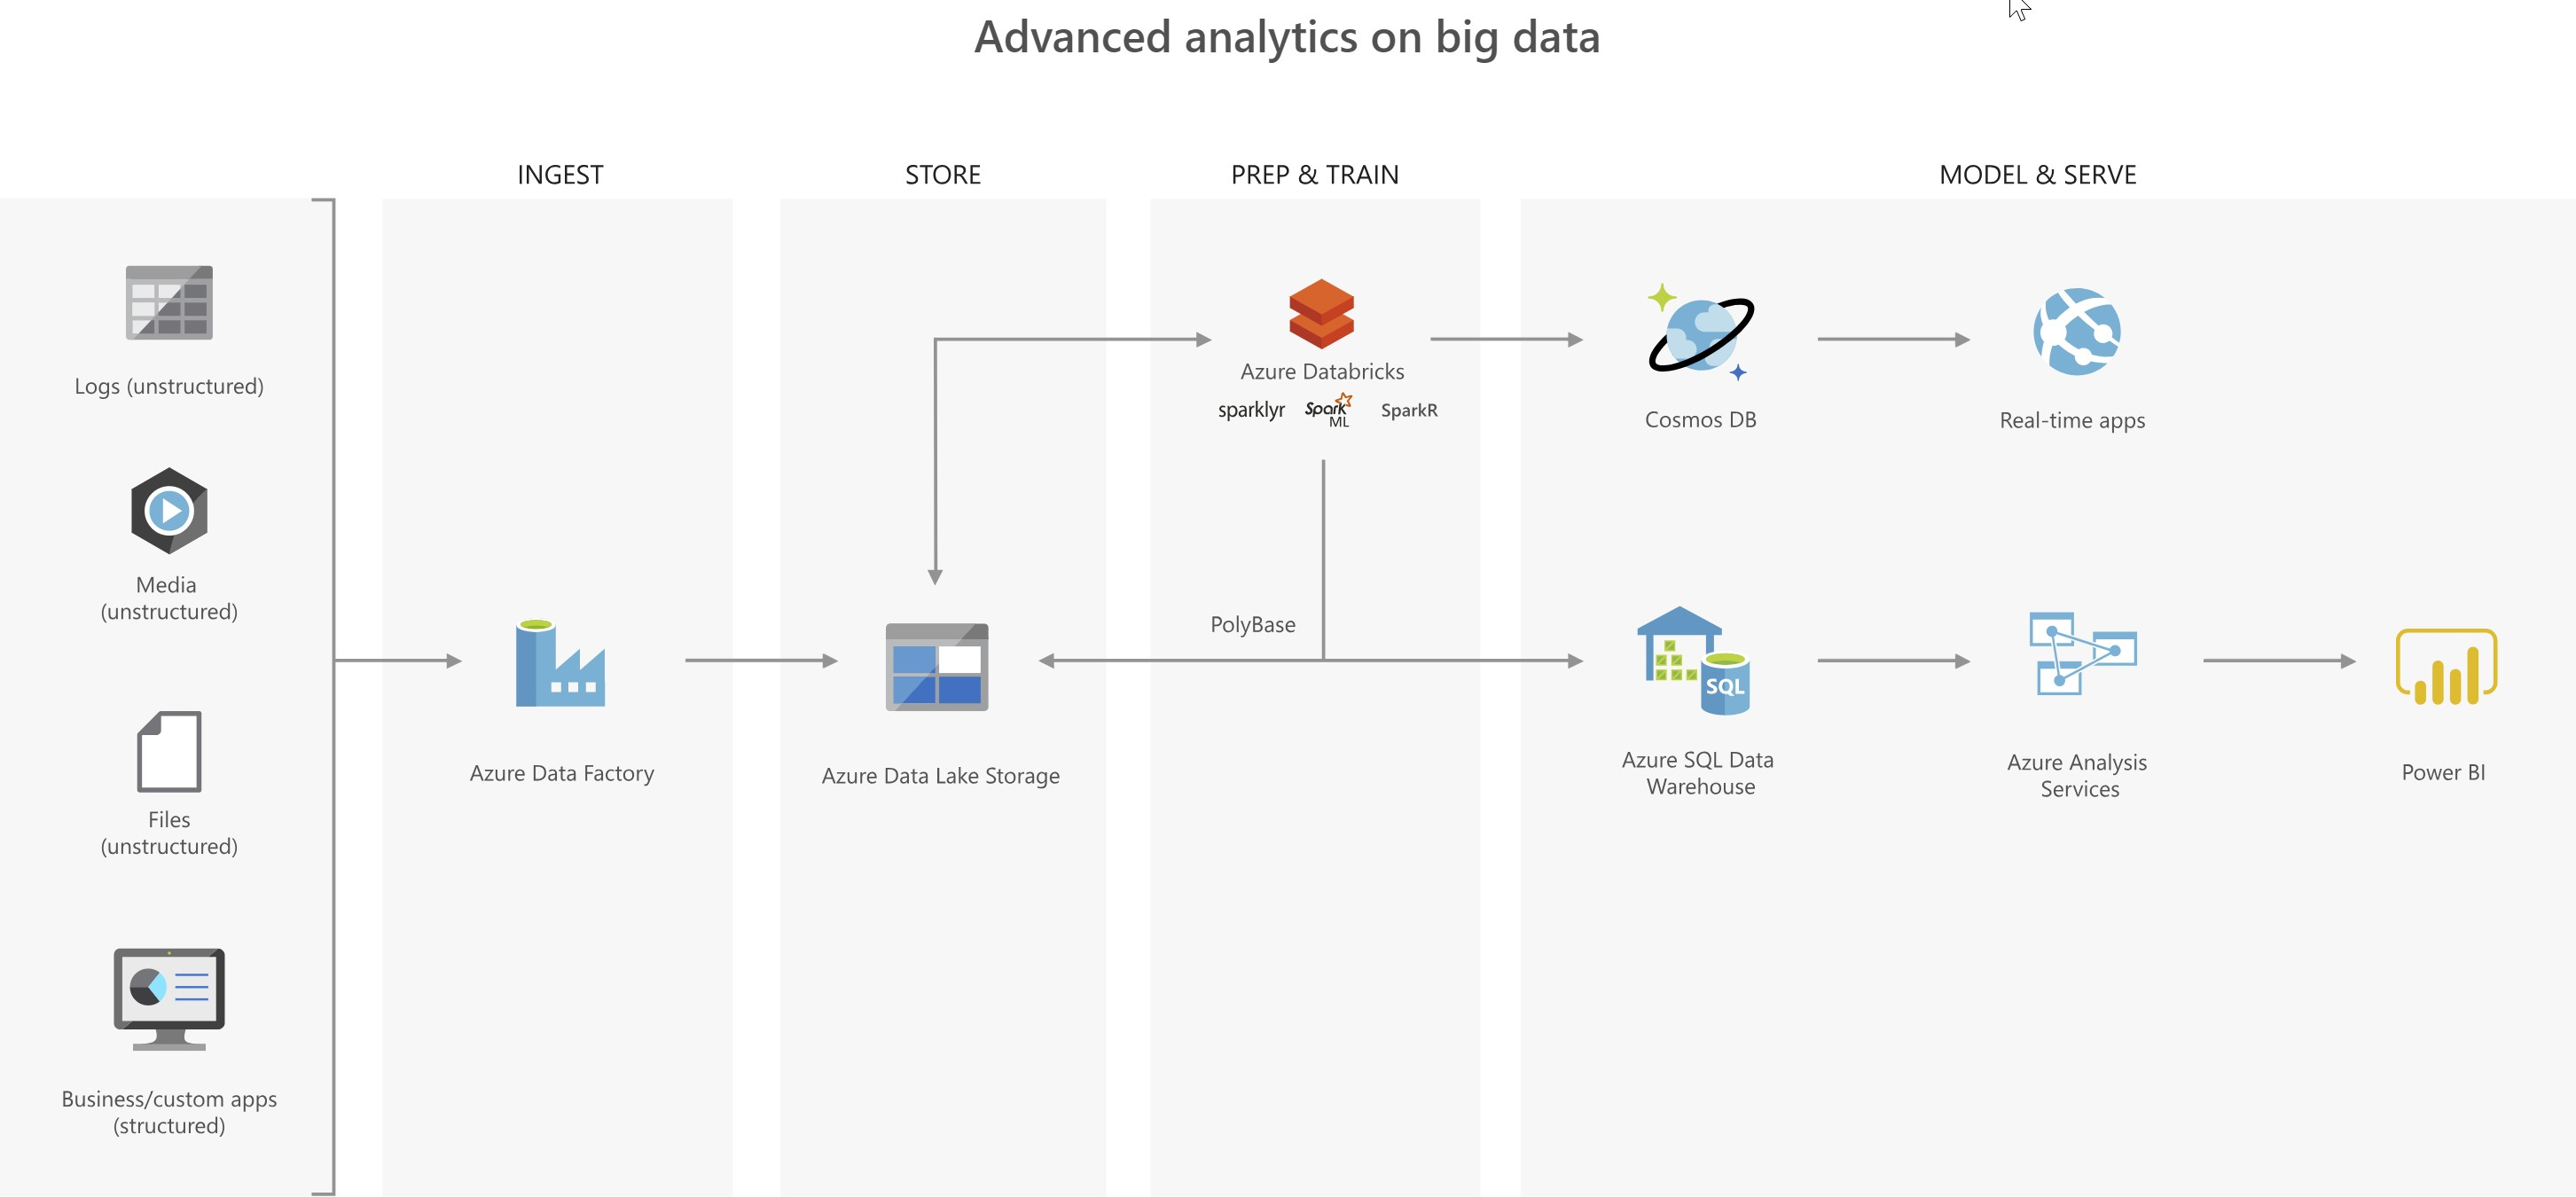 Advanced analytics on big data
INGEST
STORE
PREP & TRAIN
MODEL & SERVE
Logs (unstructured)
Media
(unstructured)
Files
(unstructured)
Business/custom apps
(structured)
Azure Data Factory
Azure Data Lake Storage
Azure Databricks
sparklyr
Spark
ML
SparkR
PolyBase
Cosmos DB
Real-time apps
SQL
Azure SQL Data
Warehouse
Azure Analysis
Services
Power BI